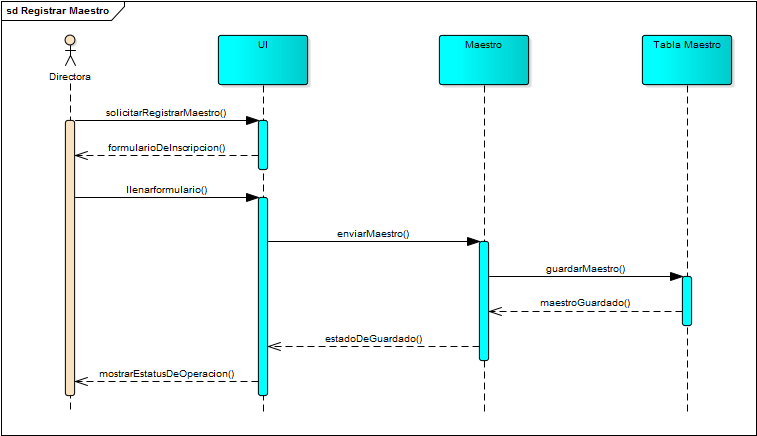 sd Registrar Maestro
UI
Maestro
Tabla Maestro
Directora
solicitarRegistrarMaestro()
formularioDeInscripcion()
llenarformulario()
enviarMaestro()
guardarMaestro()
maestroGuardado()
estadoDeGuardado()
mostrarEstatusDeOperacion()